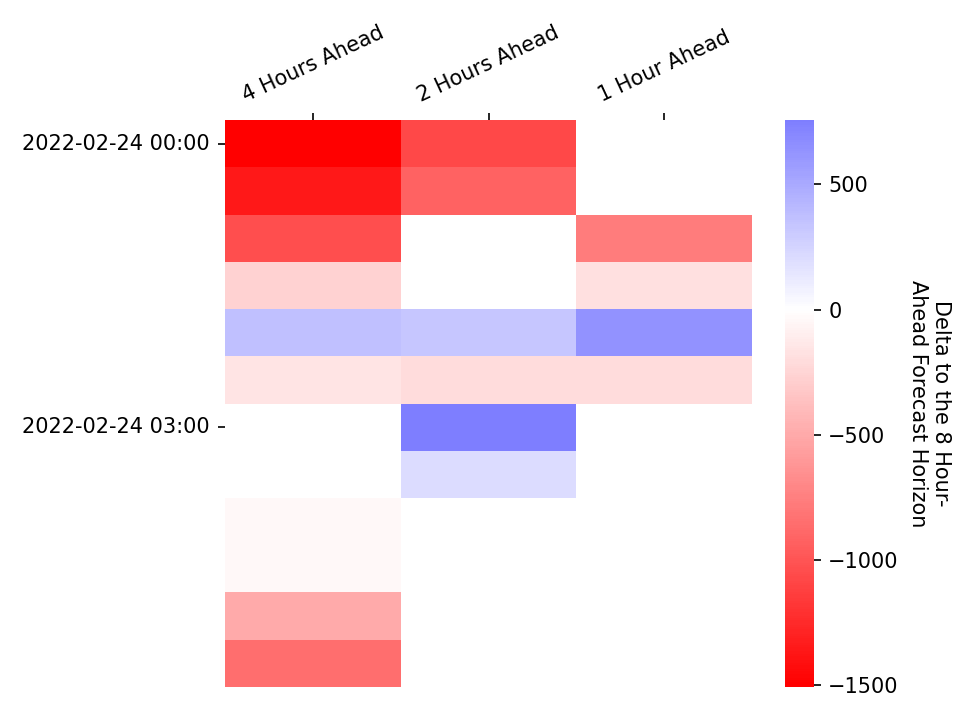 4 Hours Ahead
2 Hours Ahead
1 Hour Ahead
2022-02-24 00:00
2022-02-24 03:00
500
0
−500
−1000
−1500
Delta to the 8 Hour-
Ahead Forecast Horizon